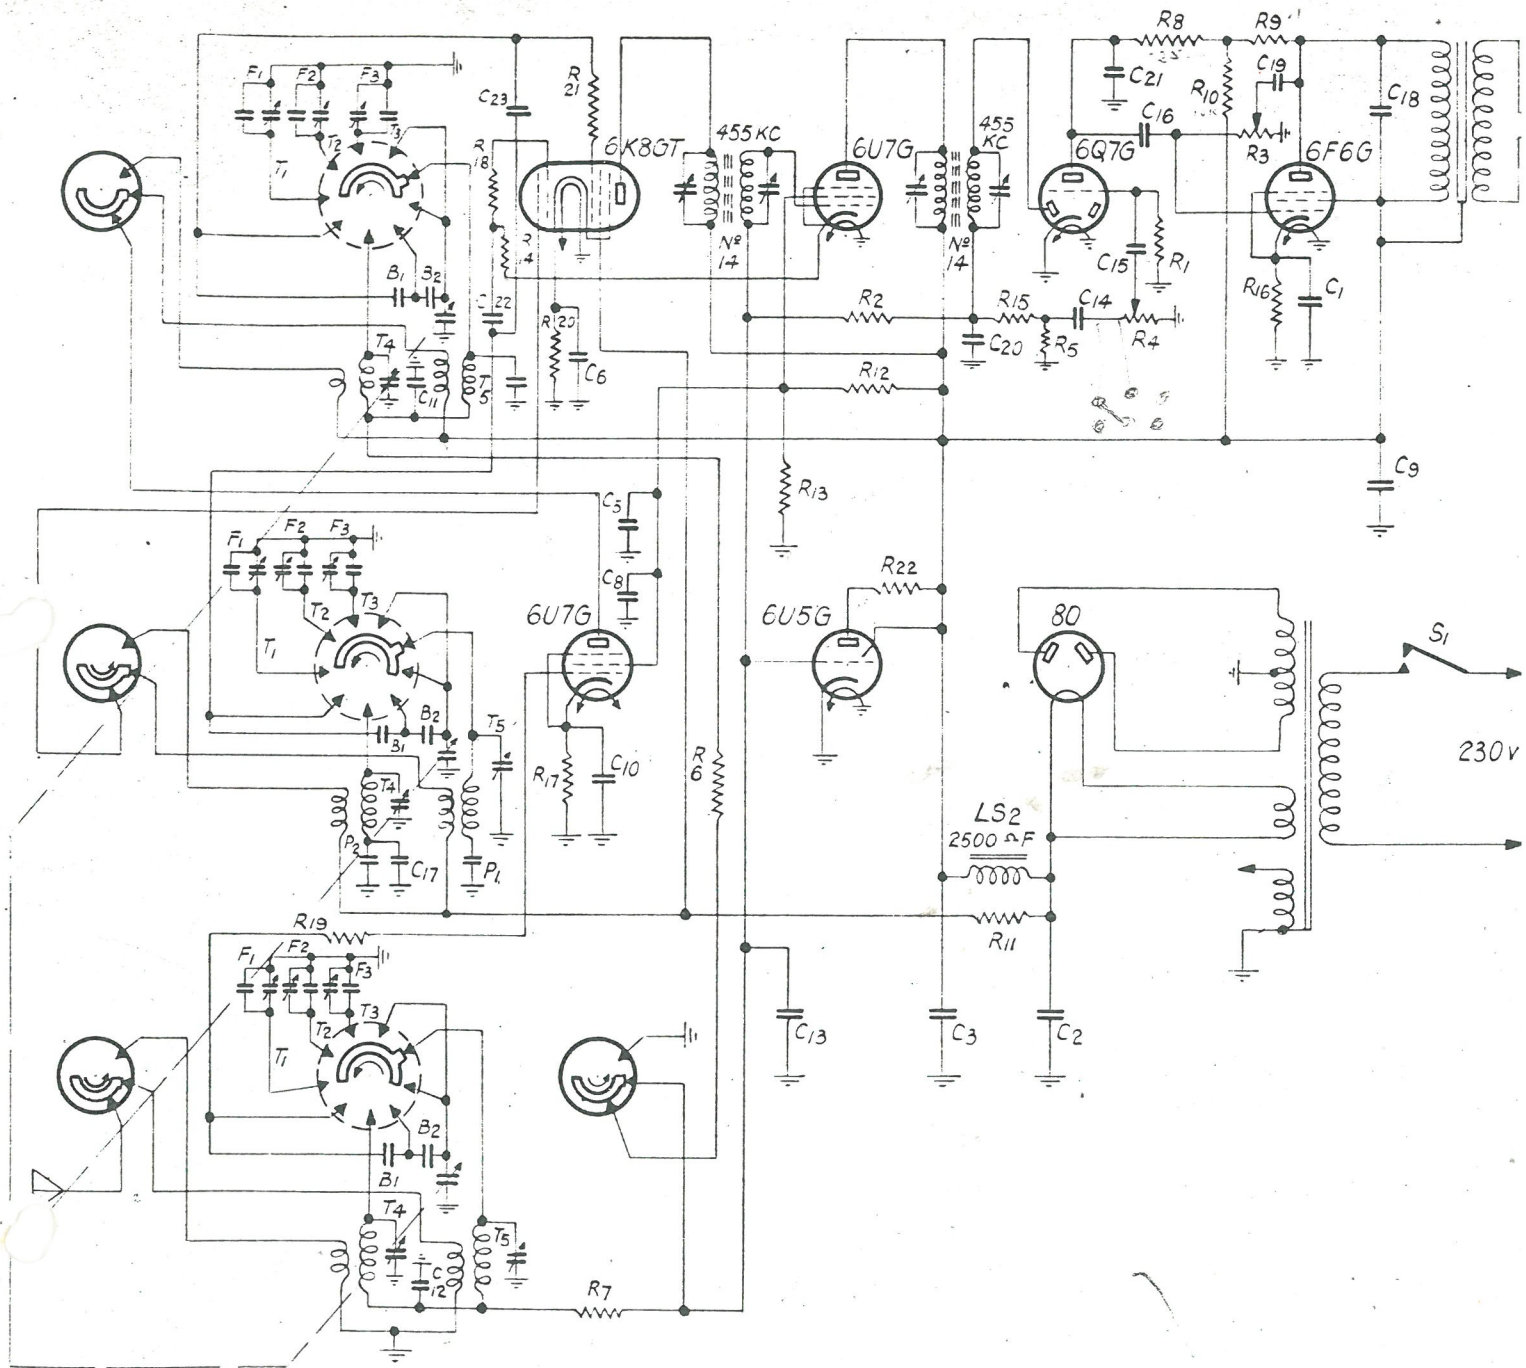 R8
R9
F1
F2
F3
C21
C19
R10
C18
R21
C23
C16
R3
6K8GT
455KC
6U7G
455 KC
6Q7G
6F6G
T1
T2
T3
R18
R14
Nº 14
Nº 14
C15
R1
R16
C1
B1
B2
C22
R20
C6
R2
R15
C14
R4
C20
R5
T4
C11
T5
R12
R13
C9
C5
F1
F2
F3
C8
R22
6U7G
6U5G
80
S1
T1
T2
T3
B1
B2
T5
230V
R17
C10
R6
T4
P2
C17
P1
LS2
2500 ΩF
R19
R11
F1
F2
F3
T1
T2
T3
C13
C3
C2
B2
B1
T4
C12
T5
R7